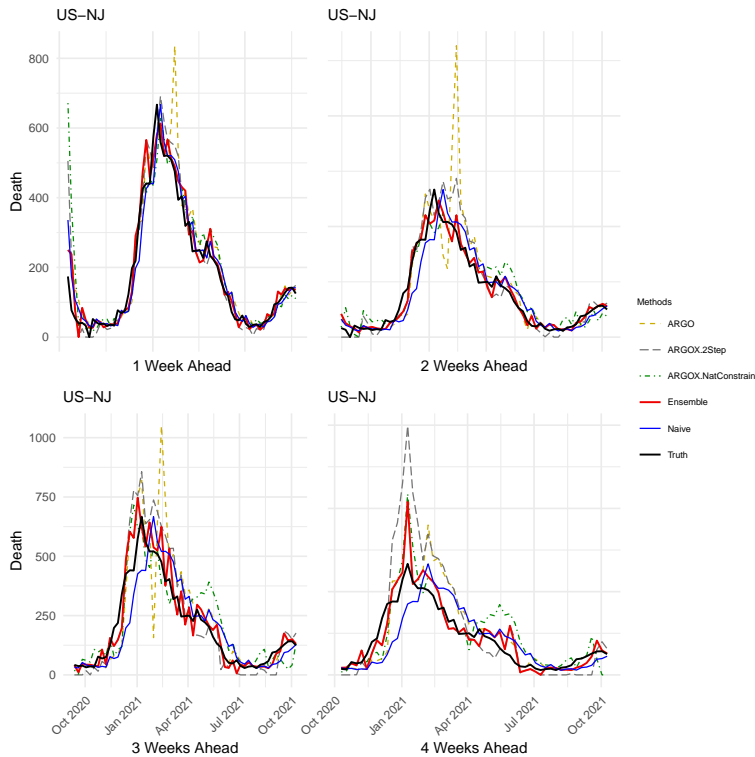 US−NJ
US−NJ
800
600
400
200
0
Death
1 Week Ahead
2 Weeks Ahead
US−NJ
US−NJ
1000
750
500
250
0
Death
Oct 2020
Jan 2021
Apr 2021
Jul 2021
Oct 2021
Oct 2020
Jan 2021
Apr 2021
Jul 2021
Oct 2021
3 Weeks Ahead
4 Weeks Ahead
Methods
ARGO
ARGOX.2Step
ARGOX.NatConstrain
Ensemble
Naive
Truth